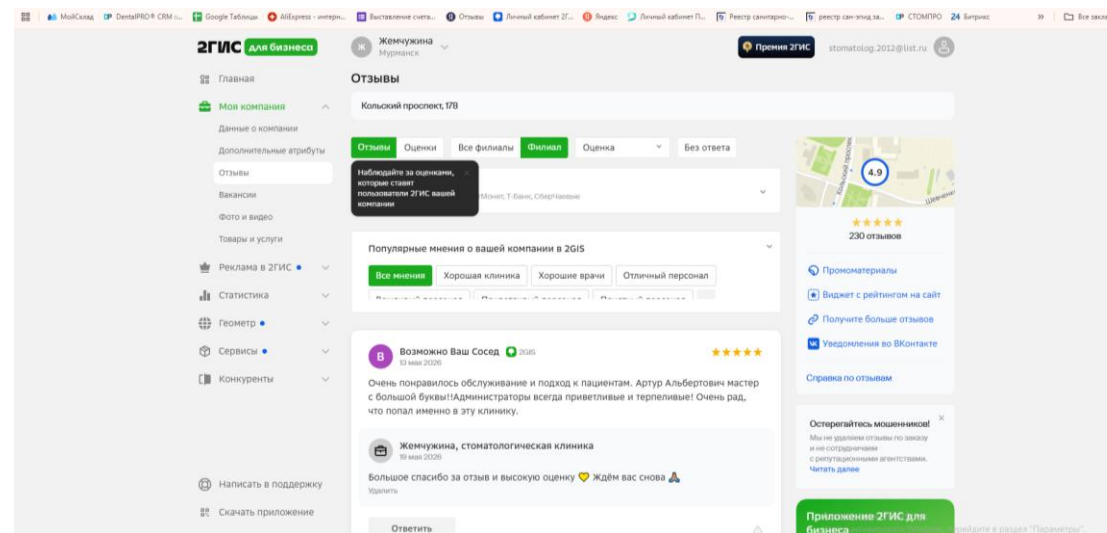 МойСклад
DentalPRO® CRM п...
Google Таблицы
AliExpress - интерн...
Выставление счета...
Отзывы
Личный кабинет 2Г...
Яндекс
Личный кабинет П...
Реестр санитарно-...
реестр сан-эпид за...
СТОМПРО
24 Битрикс
»
Все закла
2ГИС для бизнеса
Ж
Жемчужина
Мурманск
Премия 2ГИС
stomatolog.2012@list.ru
Главная
Моя компания
Данные о компании
Дополнительные атрибуты
Отзывы
Вакансии
Фото и видео
Товары и услуги
Реклама в 2ГИС
Статистика
Геометр
Сервисы
Конкуренты
Написать в поддержку
Скачать приложение
Отзывы
Кольский проспект, 178
Отзывы Оценки Все филиалы Филиал Оценка Без ответа
Наблюдайте за оценками,
которые ставят
пользователи 2ГИС вашей
компании
Монет, Т-Банк, СберЧаевые
Популярные мнения о вашей компании в 2GIS
Все мнения Хорошая клиника Хорошие врачи Отличный персонал
В
Возможно Ваш Сосед 2GIS
13 мая 2026
Очень понравилось обслуживание и подход к пациентам. Артур Альбертович мастер
с большой буквы!!Администраторы всегда приветливые и терпеливые! Очень рад,
что попал именно в эту клинику.
Жемчужина, стоматологическая клиника
19 мая 2026
Большое спасибо за отзыв и высокую оценку 💛 Ждём вас снова 🙏
Удалить
Ответить
Кольский проспек
Шевченко
4.9
230 отзывов
Промоматериалы
Виджет с рейтингом на сайт
Получите больше отзывов
Уведомления во ВКонтакте
Справка по отзывам
Остерегайтесь мошенников!
Мы не удаляем отзывы по заказу
и не сотрудничаем
с репутационными агентствами.
Читать далее
Приложение 2ГИС для
бизнеса
перейдите в раздел "Параметры".